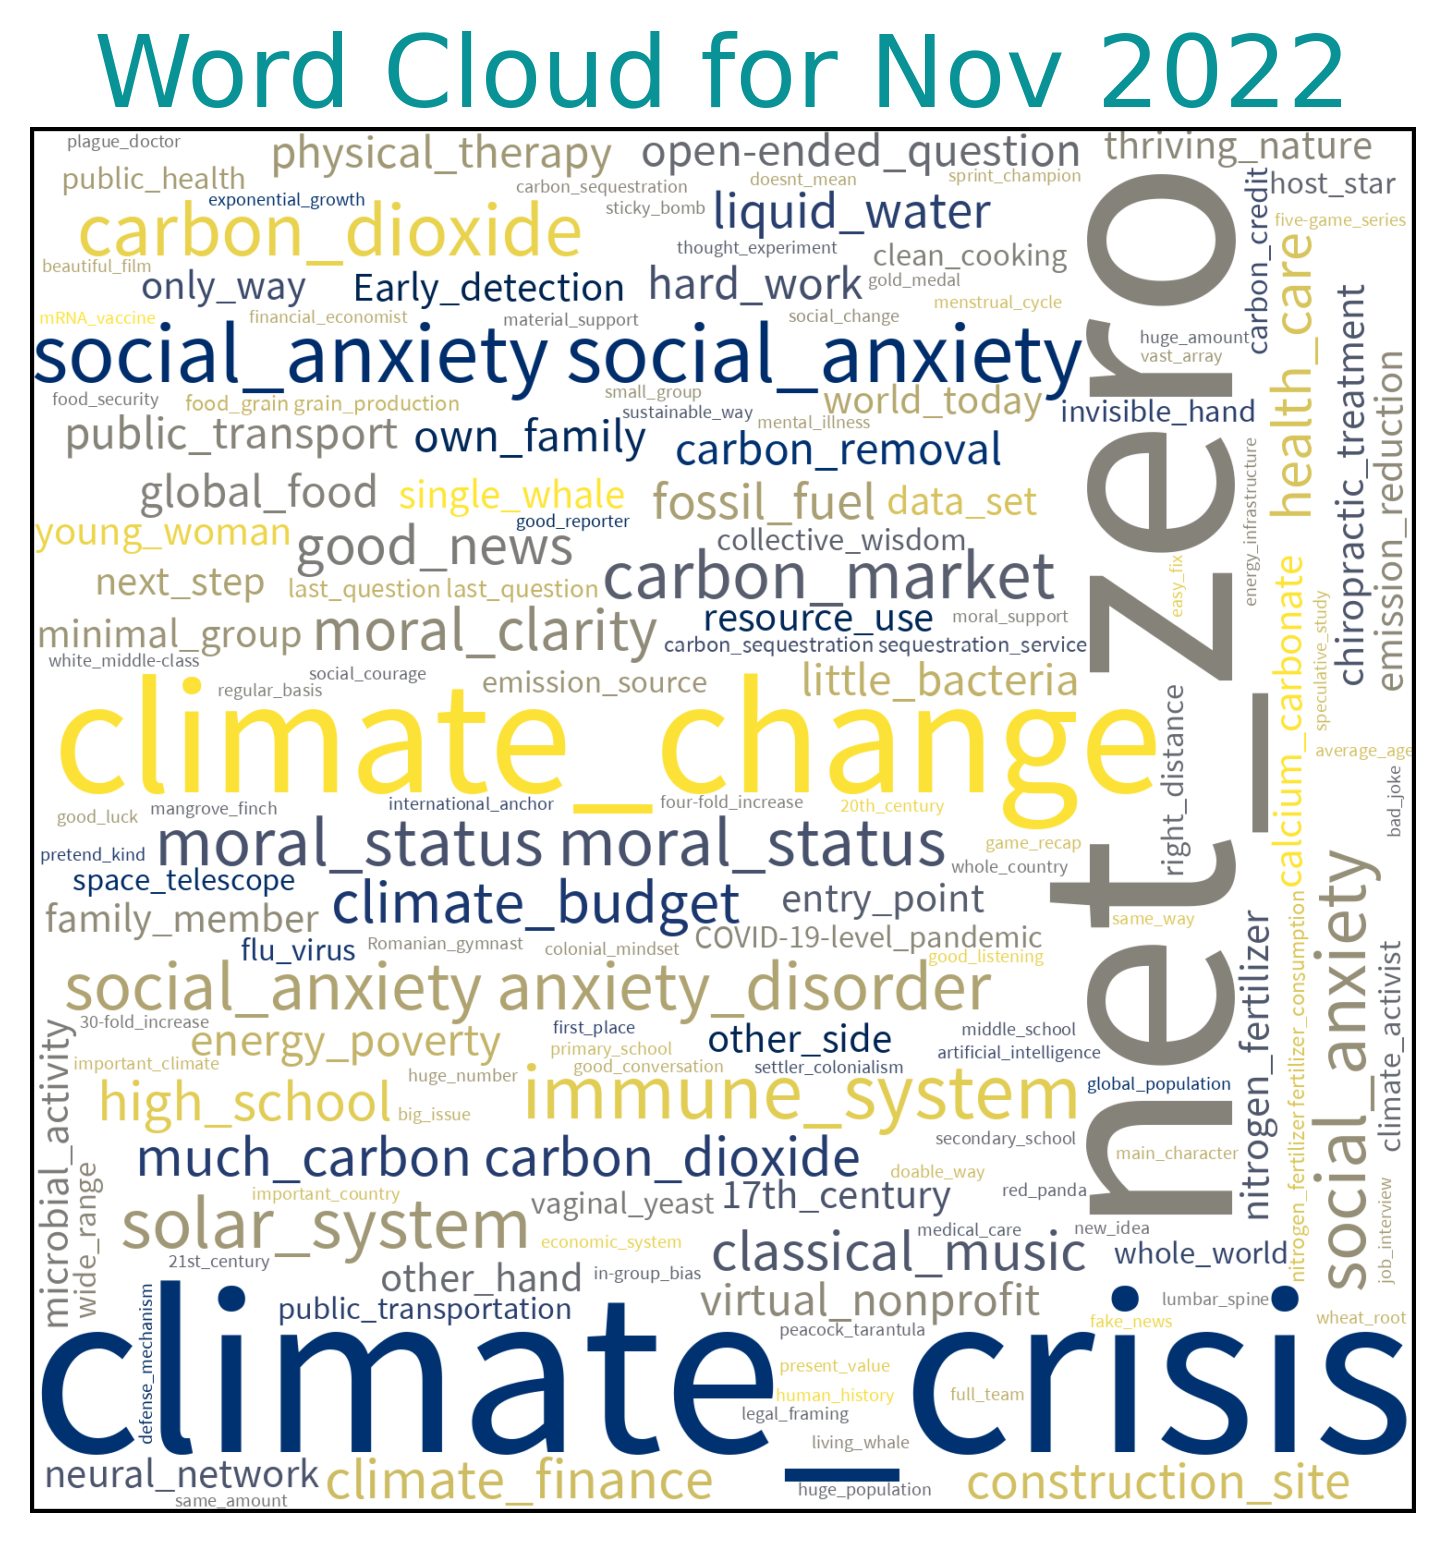 Word Cloud for Nov 2022
plague_doctor
physical_therapy
open-ended_question
thriving_nature
public_health
exponential_growth
carbon_sequestration
doesnt_mean
sprint_champion
carbon_credit
host_star
carbon_dioxide
sticky_bomb
liquid_water
five-game_series
thought_experiment
clean_cooking
beautiful_film
only_way
Early_detection
hard_work
gold_medal
health_care
mRNA_vaccine
financial_economist
material_support
social_change
menstrual_cycle
chiropractic_treatment
huge_amount
vast_array
social_anxiety social_anxiety
net_zero
emission_reduction
food_security
food_grain grain_production
small_group
sustainable_way
world_today
mental_illness
invisible_hand
public_transport
own_family
carbon_removal
energy_infrastructure
global_food
single_whale
fossil_fuel
data_set
good_reporter
young_woman
good_news
collective_wisdom
easy_fix
calcium_carbonate
next_step
last_question last_question
carbon_market
speculative_study
minimal_group
moral_clarity
resource_use
moral_support
carbon_sequestration sequestration_service
white_middle-class
social_courage
regular_basis
emission_source
little_bacteria
right_distance
climate_change
average_age
bad_joke
good_luck
mangrove_finch
international_anchor
four-fold_increase
20th_century
pretend_kind
moral_status moral_status
game_recap
whole_country
space_telescope
climate_budget
entry_point
social_anxiety
family_member
same_way
nitrogen_fertilizer
nitrogen_fertilizer fertilizer_consumption
flu_virus
Romanian_gymnast
colonial_mindset
COVID-19-level_pandemic
good_listening
climate_activist
social_anxiety anxiety_disorder
microbial_activity
30-fold_increase
energy_poverty
first_place
other_side
middle_school
primary_school
artificial_intelligence
important_climate
huge_number
good_conversation
settler_colonialism
high_school
immune_system
global_population
big_issue
much_carbon carbon_dioxide
secondary_school
main_character
wide_range
doable_way
important_country
vaginal_yeast
17th_century
red_panda
job_interview
solar_system
economic_system
medical_care
new_idea
21st_century
classical_music
whole_world
other_hand
in-group_bias
defense_mechanism
public_transportation
virtual_nonprofit
lumbar_spine
climate_crisis
peacock_tarantula
fake_news
wheat_root
present_value
human_history
full_team
legal_framing
living_whale
neural_network
climate_finance
construction_site
same_amount
huge_population